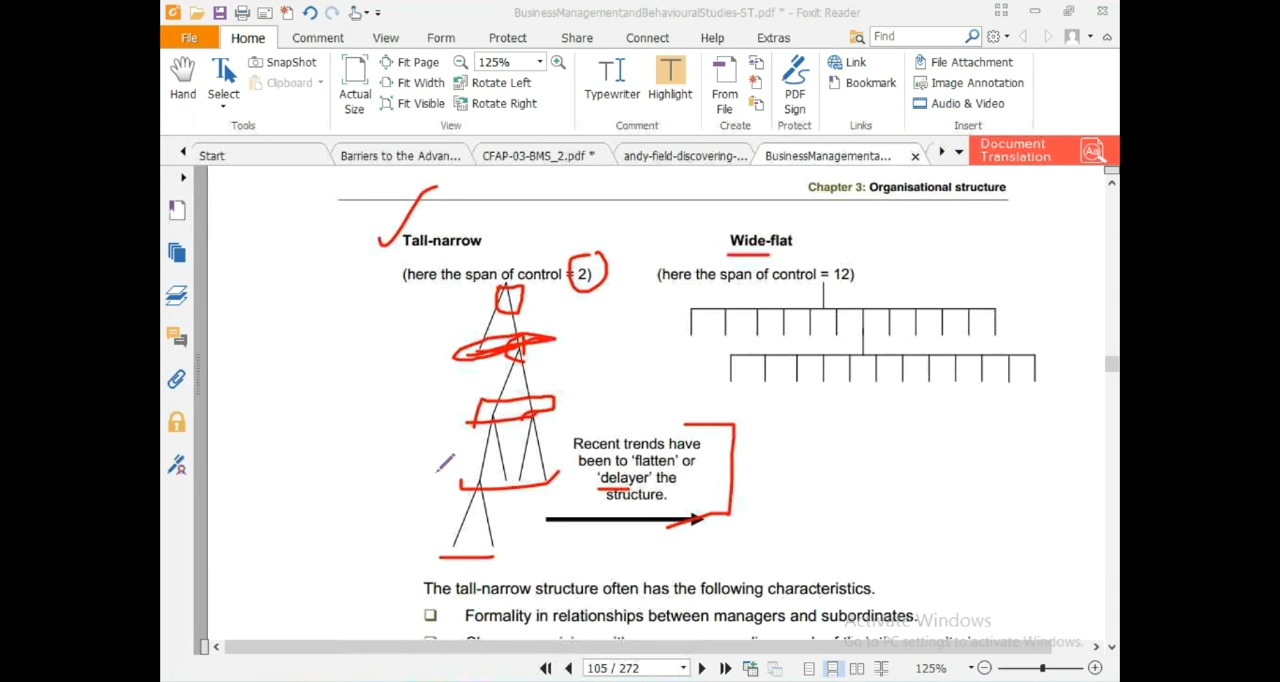 BusinessManagementandBehaviouralStudies-ST.pdf * - Foxit Reader
File Home Comment View Form Protect Share Connect Help Extras Find
Hand
Select
SnapShot
Clipboard
Tools
Actual Size
Fit Page
Fit Width
Fit Visible
125%
Rotate Left
Rotate Right
View
Typewriter
Highlight
Comment
From File
Create
PDF Sign
Protect
Link
Bookmark
Links
File Attachment
Image Annotation
Audio & Video
Insert
Start Barriers to the Advan... CFAP-03-BMS_2.pdf * andy-field-discovering-... BusinessManagementa...
Document Translation
Chapter 3: Organisational structure
Tall-narrow
(here the span of control = 2)
Wide-flat
(here the span of control = 12)
Recent trends have
been to ‘flatten’ or
‘delayer’ the
structure.
The tall-narrow structure often has the following characteristics.
Formality in relationships between managers and subordinates.
Activate Windows
Go to PC settings to activate Windows.
105 / 272
125%